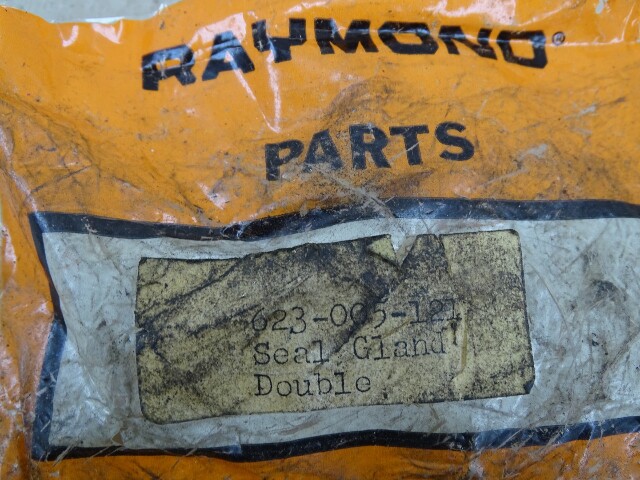 RAYMOND®
PARTS
623-005-121
Seal Gland
Double